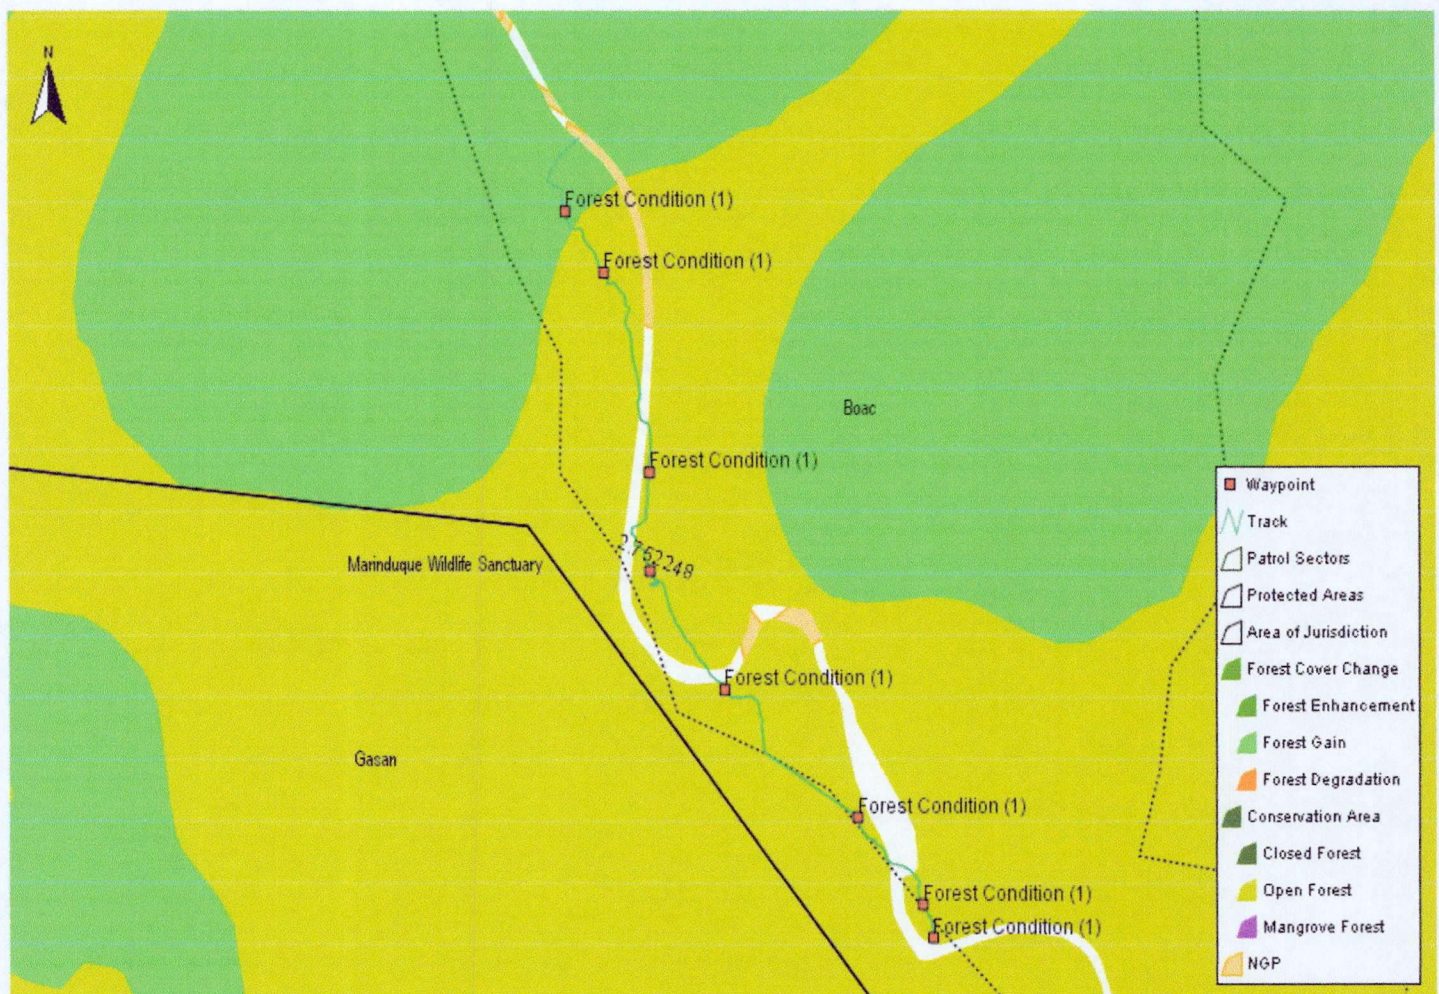 N
Forest Condition (1)
Forest Condition (1)
Boac
Forest Condition (1)
2.752248
Marinduque Wildlife Sanctuary
Forest Condition (1)
Gasan
Forest Condition (1)
Forest Condition (1)
Forest Condition (1)
Waypoint
Track
Patrol Sectors
Protected Areas
Area of Jurisdiction
Forest Cover Change
Forest Enhancement
Forest Gain
Forest Degradation
Conservation Area
Closed Forest
Open Forest
Mangrove Forest
NGP